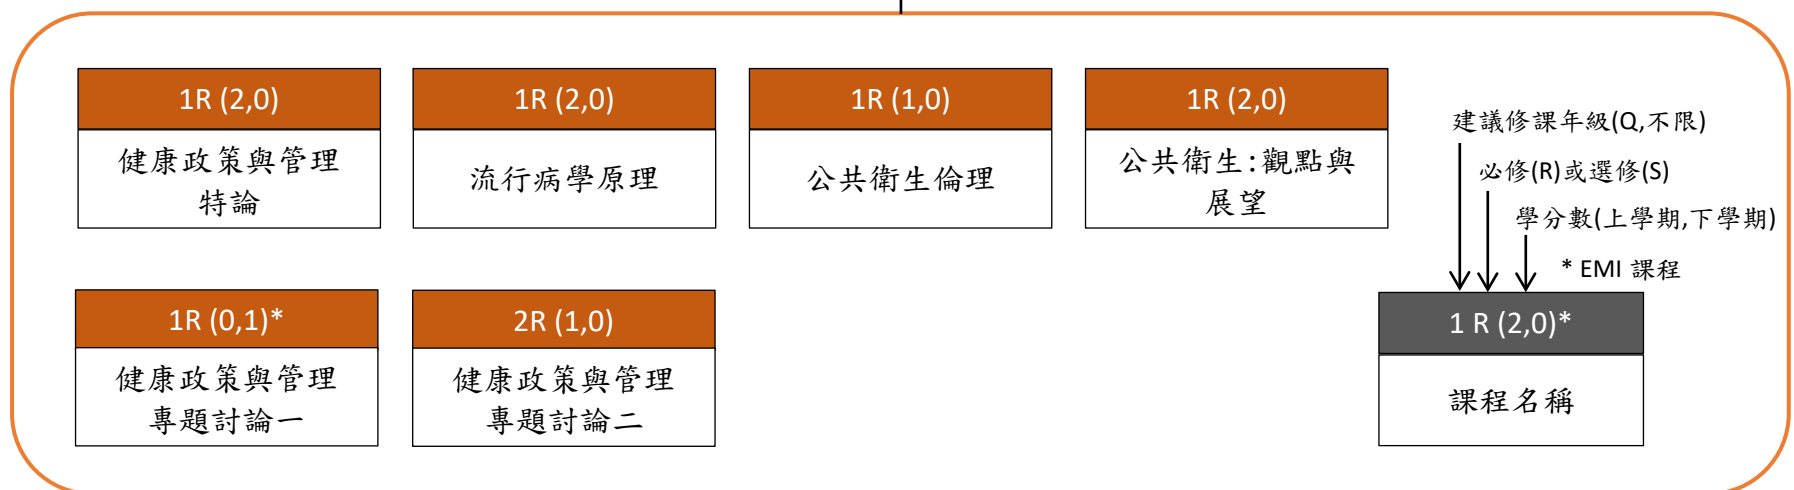 1R (2,0)
健康政策與管理
特論
1R (2,0)
流行病學原理
1R (1,0)
公共衛生倫理
1R (2,0)
公共衛生:觀點與
展望
1R (0,1)*
健康政策與管理
專題討論一
2R (1,0)
健康政策與管理
專題討論二
建議修課年級(Q,不限)
必修(R)或選修(S)
學分數(上學期,下學期)
* EMI 課程
1 R (2,0)*
課程名稱